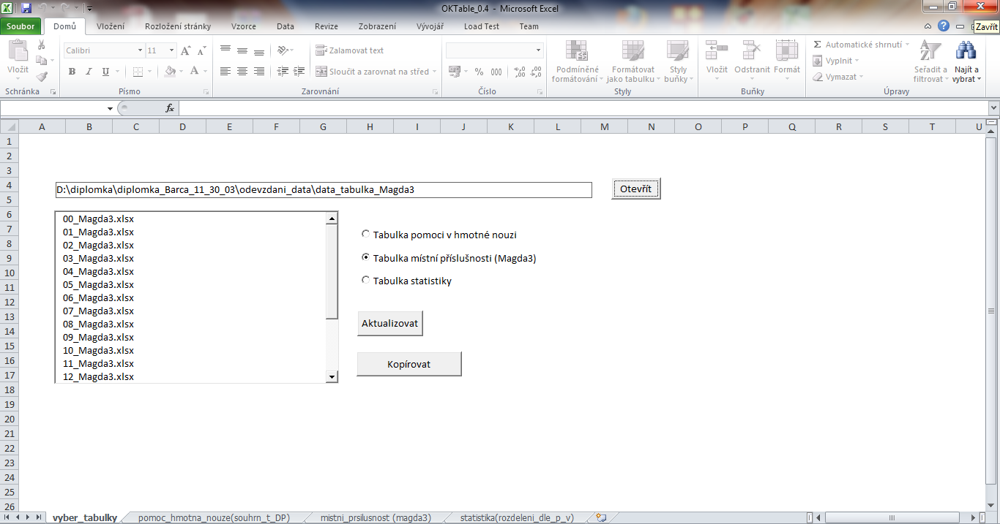 OKTable_0.4 - Microsoft Excel
Soubor Domů Vložení Rozložení stránky Vzorce Data Revize Zobrazení Vývojář Load Test Team
Zavřít
Vložit Calibri 11 Zalamovat text Podmíněné formátování Formátovat jako tabulku Styly buňky Vložit Odstranit Formát Automatické shrnutí Vyplnit Vymazat Seřadit a filtrovat Najít a vybrat
B I U Sloučit a zarovnat na střed % 000
Schránka Písmo Zarovnání Číslo Styly Buňky Úpravy
fx
A B C D E F G H I J K L M N O P Q R S T U
1
2
3
4
D:\diplomka\diplomka_Barca_11_30_03\odevzdani_data\data_tabulka_Magda3 Otevřít
5
6
00_Magda3.xlsx
7
01_Magda3.xlsx Tabulka pomoci v hmotné nouzi
8
02_Magda3.xlsx
9
03_Magda3.xlsx Tabulka místní příslušnosti (Magda3)
10
04_Magda3.xlsx
11
05_Magda3.xlsx Tabulka statistiky
12
06_Magda3.xlsx
13
07_Magda3.xlsx
08_Magda3.xlsx Aktualizovat
14
15
09_Magda3.xlsx
16
10_Magda3.xlsx
11_Magda3.xlsx Kopírovat
17
12_Magda3.xlsx
18
19
20
21
22
23
24
25
26
vyber_tabulky pomoc_hmotna_nouze(souhrn_t_DP) mistni_prsilusnost (magda3) statistika(rozdeleni_dle_p_v)